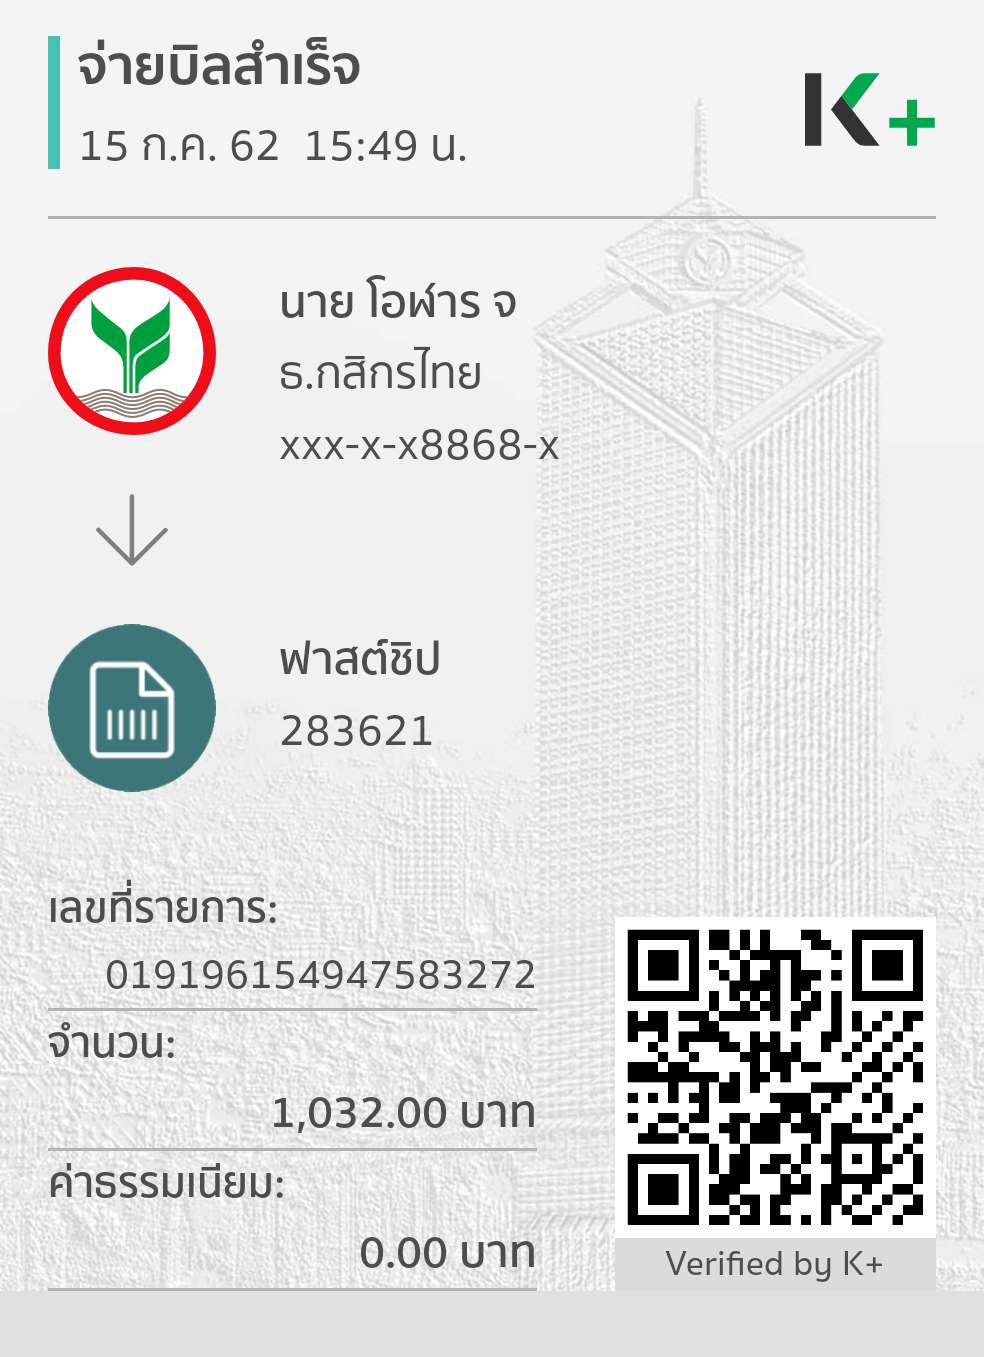 จ่ายบิลสำเร็จ
15 ก.ค. 62 15:49 น.
K+
นาย โอฬาร จ
ธ.กสิกรไทย
xxx-x-x8868-x
ฟาสต์ชิป
283621
เลขที่รายการ:
019196154947583272
จำนวน:
1,032.00 บาท
ค่าธรรมเนียม:
0.00 บาท
Verified by K+